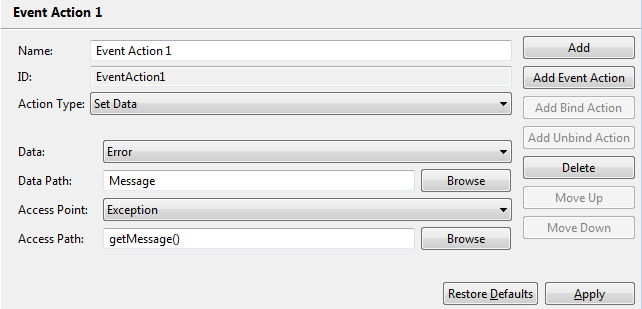 Event Action 1
Name: Event Action 1 Add
ID: EventAction1 Add Event Action
Action Type: Set Data Add Bind Action
Add Unbind Action
Data: Error Delete
Data Path: Message Browse Move Up
Access Point: Exception Move Down
Access Path: getMessage() Browse
Restore Defaults Apply